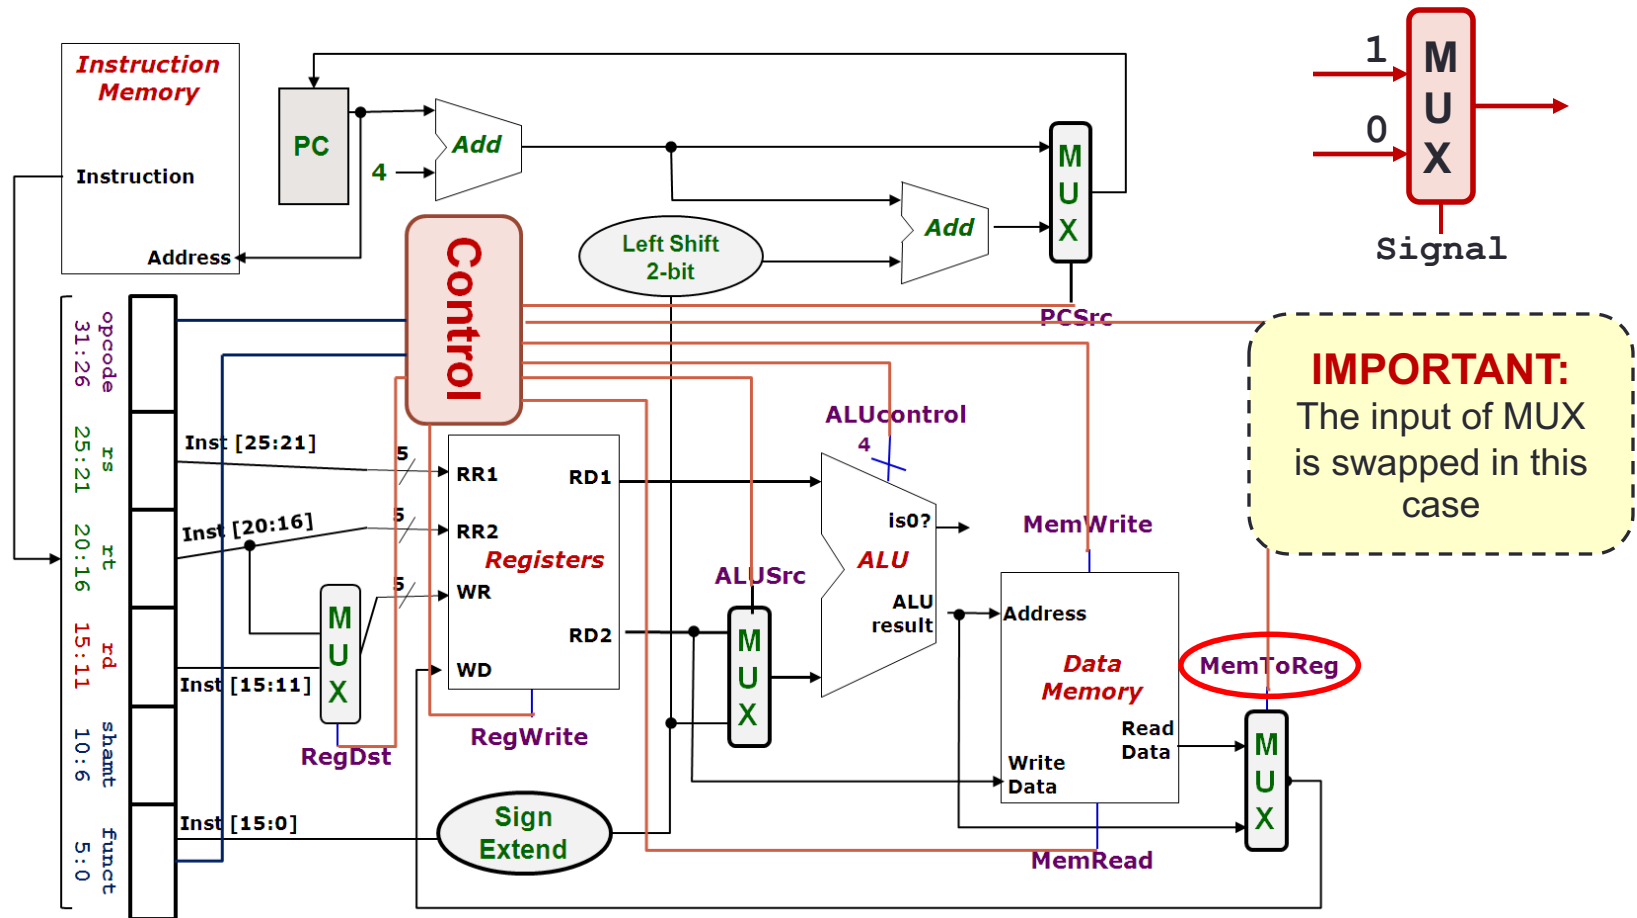 Instruction
Memory
Instruction
Address
PC
4
Add
Add
Left Shift
2-bit
M
U
X
PCSrc
1
0
M
U
X
Signal
Control
IMPORTANT:
The input of MUX
is swapped in this
case
opcode
31:26
rs
25:21
rt
20:16
rd
15:11
shamt
10:6
funct
5:0
Inst [25:21]
5
Inst [20:16]
5
5
Inst [15:11]
Inst [15:0]
M
U
X
RegDst
RR1
RR2
WR
WD
Registers
RD1
RD2
RegWrite
Sign
Extend
ALUSrc
M
U
X
ALUcontrol
4
is0?
ALU
ALU
result
MemWrite
Address
Data
Memory
Read
Data
Write
Data
MemRead
MemToReg
M
U
X